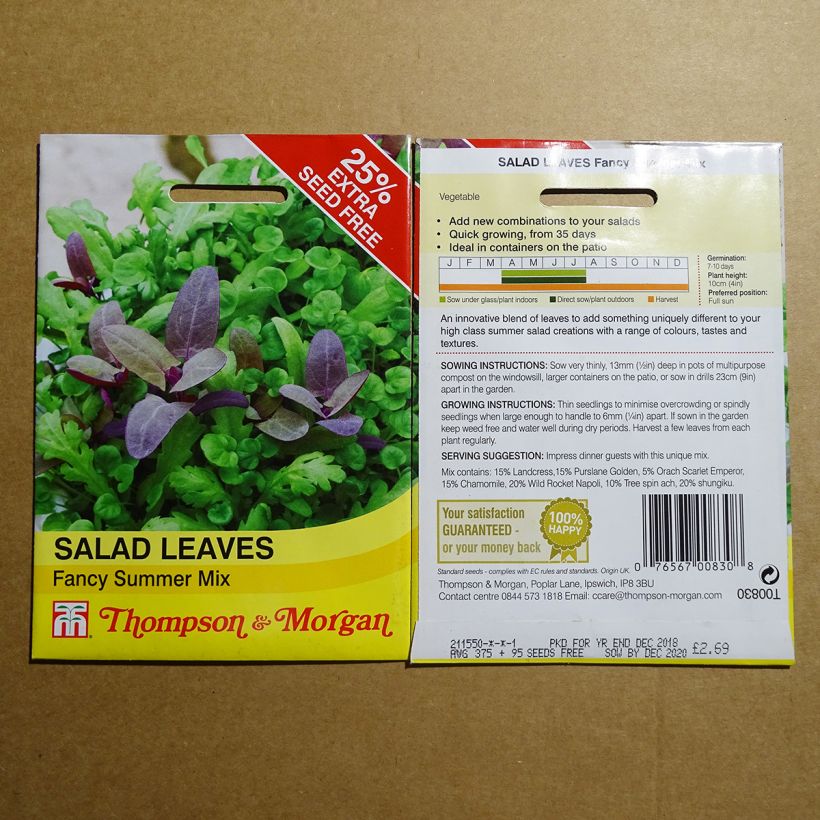 25%
EXTRA
SEED FREE
SALAD LEAVES
Fancy Summer Mix
Thompson & Morgan
SALAD LEAVES Fancy
Vegetable
• Add new combinations to your salads
• Quick growing, from 35 days
• Ideal in containers on the patio
J F M A M J J A S O N D
Sow under glass/plant indoors Direct sow/plant outdoors Harvest
Germination:
7-10 days
Plant height:
10cm (4in)
Preferred position:
Full sun
An innovative blend of leaves to add something uniquely different to your
high class summer salad creations with a range of colours, tastes and
textures.
SOWING INSTRUCTIONS: Sow very thinly, 13mm (½in) deep in pots of multipurpose
compost on the windowsill, larger containers on the patio, or sow in drills 23cm (9in)
apart in the garden.
GROWING INSTRUCTIONS: Thin seedlings to minimise overcrowding or spindly
seedlings when large enough to handle to 6mm (¼in) apart. If sown in the garden
keep weed free and water well during dry periods. Harvest a few leaves from each
plant regularly.
SERVING SUGGESTION: Impress dinner guests with this unique mix.
Mix contains: 15% Landcress,15% Purslane Golden, 5% Orach Scarlet Emperor,
15% Chamomile, 20% Wild Rocket Napoli, 10% Tree spin ach, 20% shungiku.
Your satisfaction
GUARANTEED -
or your money back
100%
HAPPY
0 76567 00830 8
T00830
Standard seeds - complies with EC rules and standards. Origin UK
Thompson & Morgan, Poplar Lane, Ipswich, IP8 3BU
Contact centre 0844 573 1818 Email: ccare@thompson-morgan.com
211550-*-*-1 PKD FOR YR END DEC 2018
AVG 375 + 95 SEEDS FREE SOW BY DEC 2020 £2.69